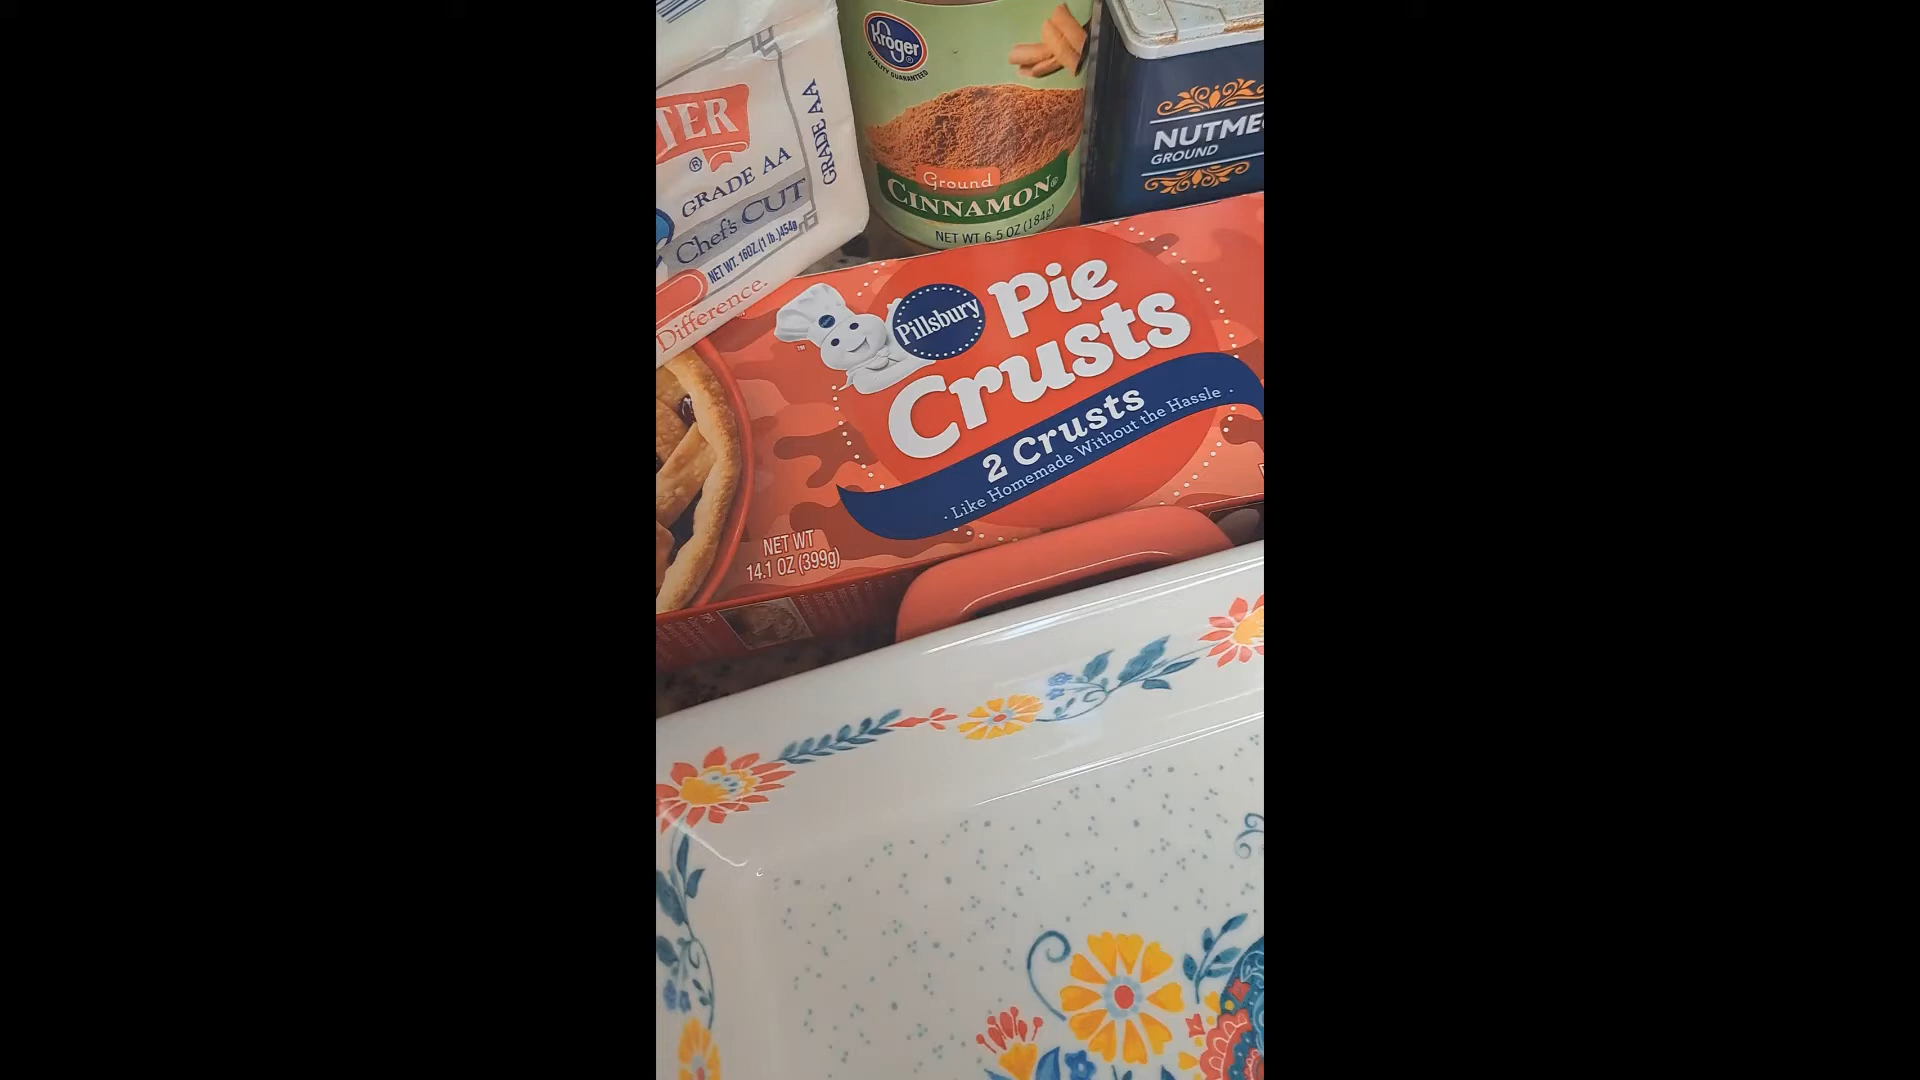 TER
®
GRADE AA
GRADE AA
Chef's CUT
NET WT. 16OZ.(1 lb.)454g
Difference.
Kroger
QUALITY GUARANTEED
Ground
CINNAMON®
NET WT 6.5 OZ (184g)
NUTME
GROUND
Pillsbury
Pie
Crusts
2 Crusts
· Like Homemade Without the Hassle ·
NET WT
14.1 OZ (399g)